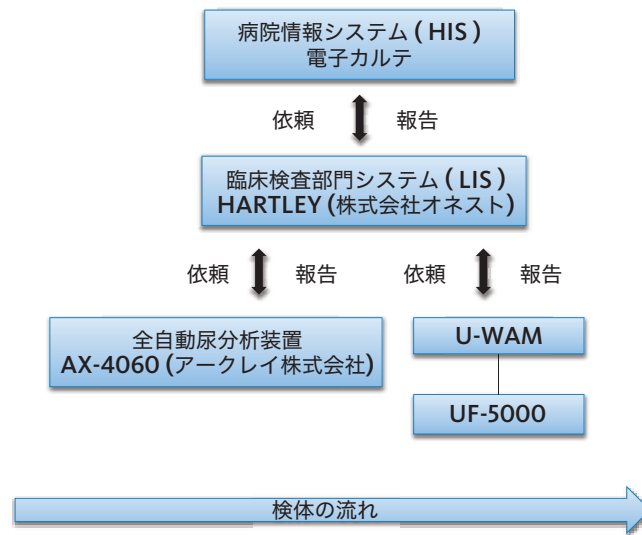 病院情報システム ( HIS )
電子カルテ
依頼 報告
臨床検査部門システム ( LIS )
HARTLEY (株式会社オネスト)
依頼 報告 依頼 報告
全自動尿分析装置
AX-4060 (アークレイ株式会社)
U-WAM
UF-5000
検体の流れ